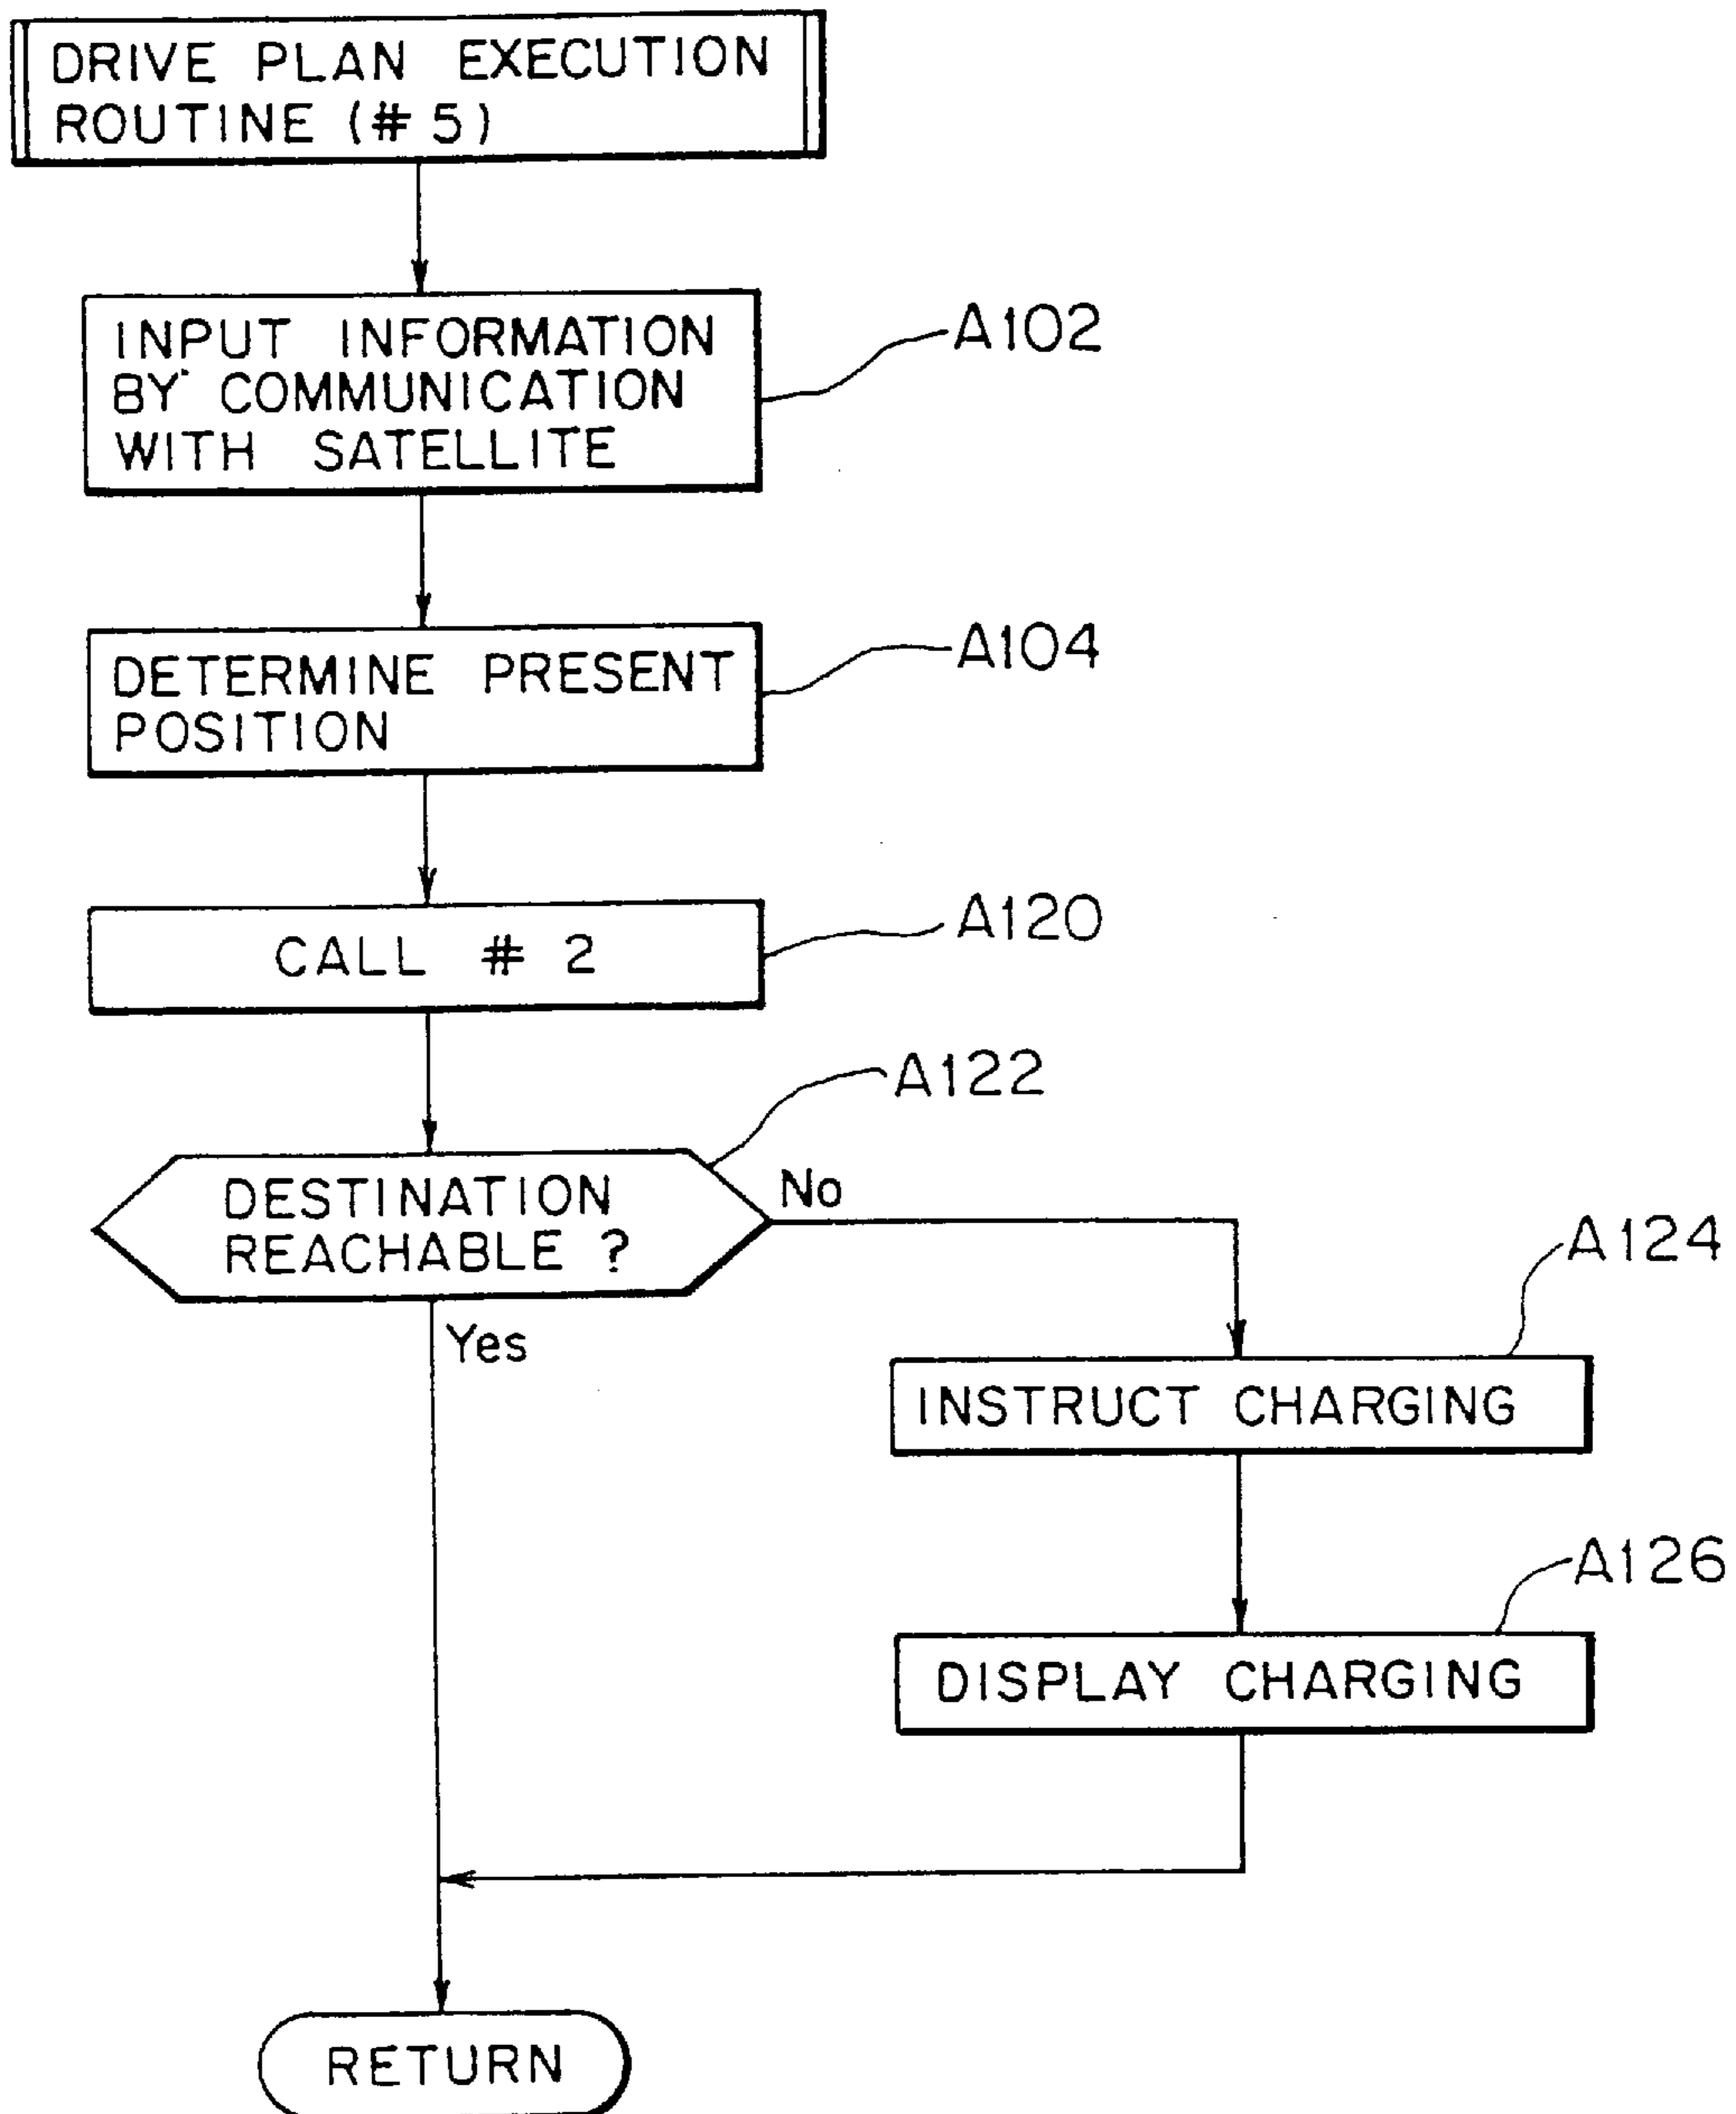 DRIVE PLAN EXECUTION
ROUTINE (# 5)
INPUT INFORMATION
BY COMMUNICATION
WITH SATELLITE
A102
DETERMINE PRESENT
POSITION
A104
CALL # 2
A120
A122
DESTINATION
REACHABLE ?
No
Yes
A124
INSTRUCT CHARGING
A126
DISPLAY CHARGING
RETURN